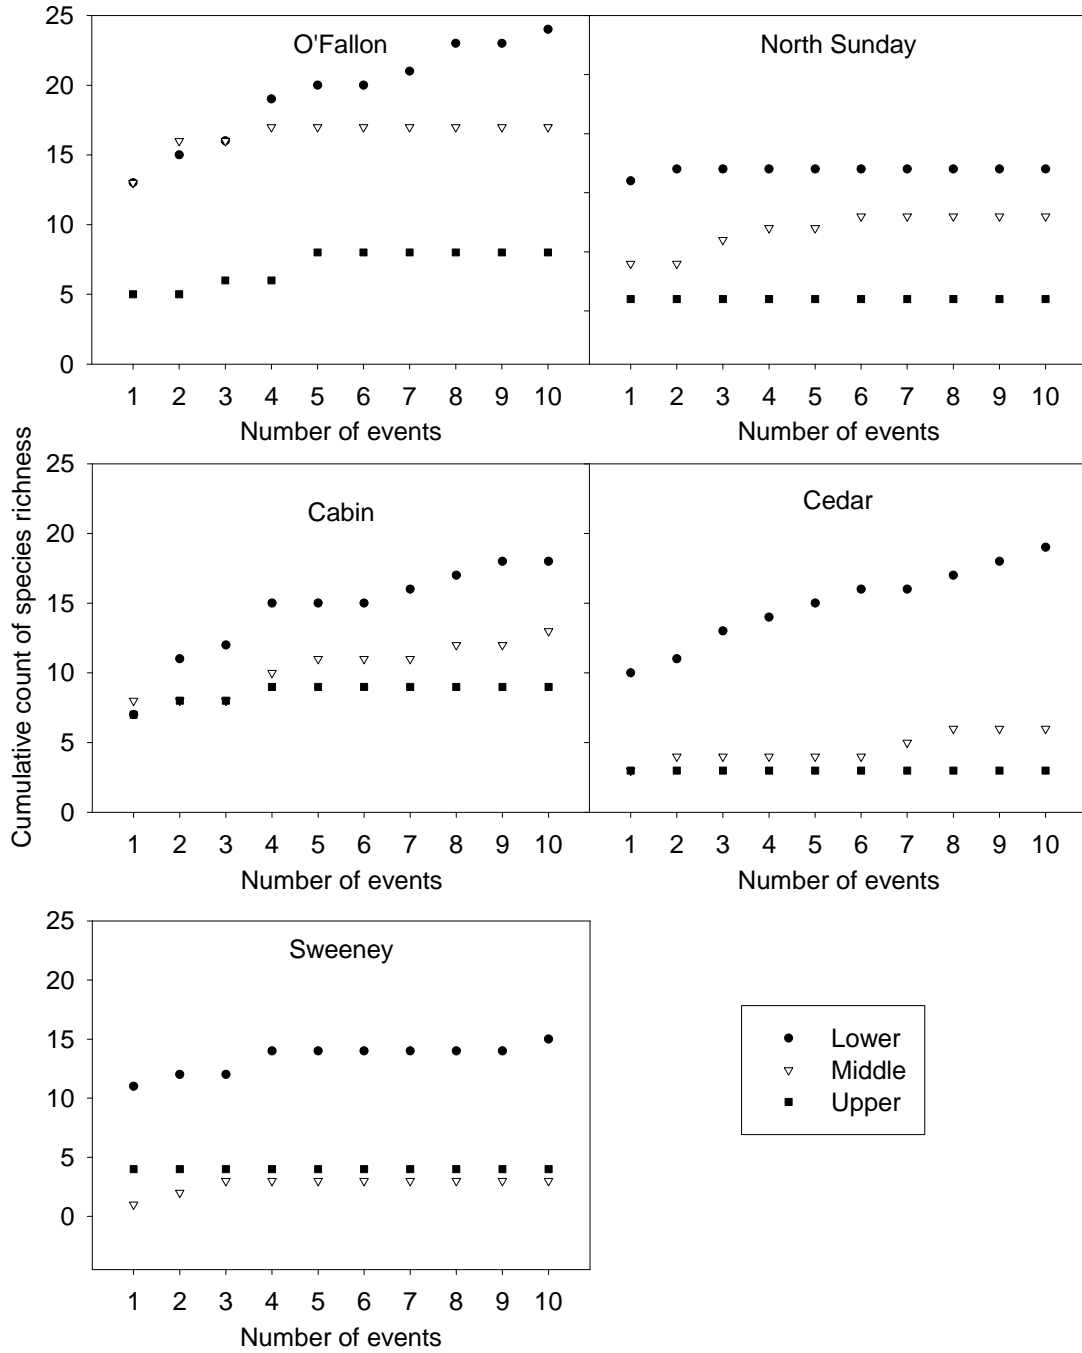 25
20
15
10
5
0
O'Fallon
North Sunday
1 2 3 4 5 6 7 8 9 10
1 2 3 4 5 6 7 8 9 10
Number of events
Number of events
Cumulative count of species richness
25
20
15
10
5
0
Cabin
Cedar
1 2 3 4 5 6 7 8 9 10
1 2 3 4 5 6 7 8 9 10
Number of events
Number of events
25
20
15
10
5
0
Sweeney
1 2 3 4 5 6 7 8 9 10
Number of events
Lower
Middle
Upper